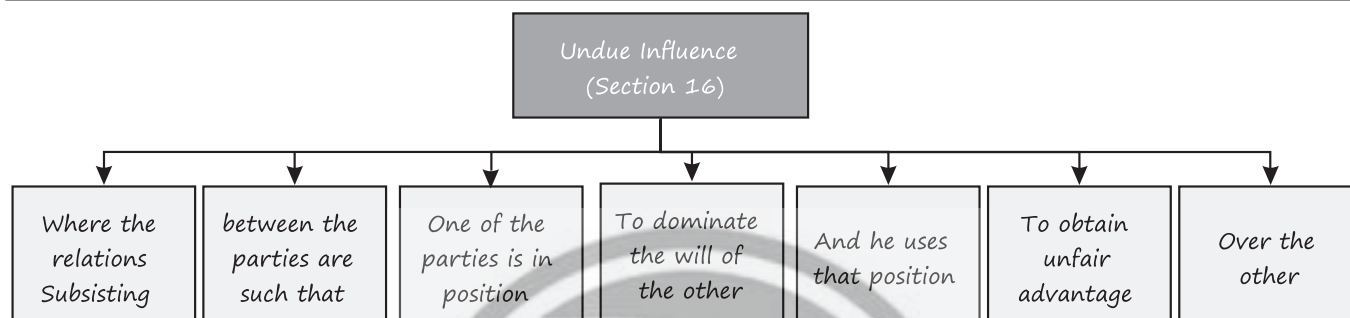 Undue Influence
(Section 16)
Where the
relations
Subsisting
between the
parties are
such that
One of the
parties is in
position
To dominate
the will of
the other
And he uses
that position
To obtain
unfair
advantage
Over the
other